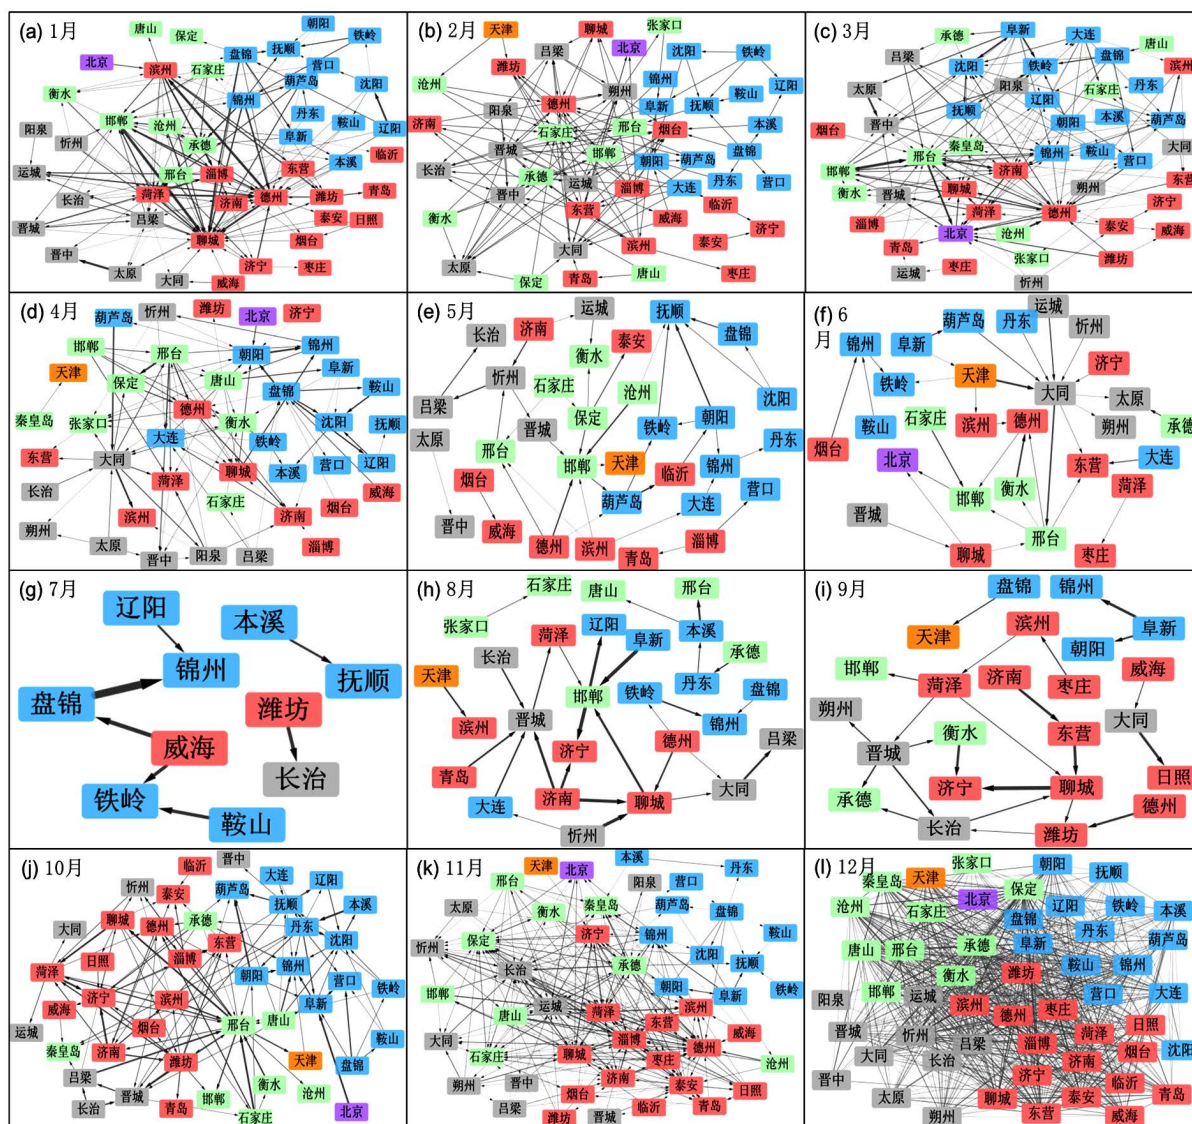 (a) 1月
唐山
保定
朝阳
铁岭
北京
滨州
石家庄
盘锦
抚顺
营口
沈阳
衡水
锦州
葫芦岛
邯郸
沧州
丹东
鞍山
辽阳
阳泉
忻州
承德
阜新
运城
邢台
淄博
东营
本溪
临沂
长治
菏泽
济南
德州
潍坊
青岛
晋城
吕梁
聊城
泰安
日照
烟台
晋中
太原
大同
威海
济宁
枣庄
(b) 2月
天津
聊城
张家口
吕梁
北京
沈阳
铁岭
沧州
潍坊
朔州
锦州
辽阳
德州
阜新
抚顺
鞍山
济南
阳泉
石家庄
邢台
烟台
本溪
晋城
邯郸
朝阳
葫芦岛
盘锦
长治
承德
运城
淄博
大连
丹东
营口
晋中
东营
临沂
衡水
威海
大同
滨州
泰安
济宁
太原
保定
青岛
唐山
枣庄
(c) 3月
承德
阜新
大连
唐山
吕梁
沈阳
铁岭
盘锦
滨州
太原
阳泉
石家庄
丹东
抚顺
辽阳
烟台
晋中
朝阳
本溪
葫芦岛
邢台
秦皇岛
锦州
鞍山
营口
大同
邯郸
济南
东营
衡水
晋城
聊城
朔州
菏泽
德州
济宁
淄博
北京
沧州
泰安
威海
青岛
运城
枣庄
张家口
潍坊
忻州
(d) 4月
葫芦岛
忻州
潍坊
北京
济宁
邯郸
邢台
朝阳
锦州
天津
保定
唐山
阜新
盘锦
鞍山
秦皇岛
张家口
德州
衡水
沈阳
抚顺
大连
铁岭
东营
大同
聊城
本溪
营口
辽阳
长治
菏泽
石家庄
威海
朔州
滨州
烟台
济南
太原
晋中
阳泉
吕梁
淄博
(e) 5月
长治
济南
运城
抚顺
衡水
泰安
盘锦
忻州
石家庄
沧州
沈阳
吕梁
保定
朝阳
太原
晋城
铁岭
丹东
邢台
邯郸
天津
临沂
锦州
烟台
葫芦岛
大连
营口
晋中
威海
德州
滨州
青岛
淄博
(f) 6
月
葫芦岛
丹东
运城
忻州
锦州
阜新
铁岭
天津
大同
济宁
太原
石家庄
滨州
德州
朔州
承德
烟台
鞍山
北京
东营
大连
邯郸
衡水
菏泽
晋城
邢台
聊城
枣庄
(g) 7月
辽阳
本溪
锦州
抚顺
盘锦
潍坊
威海
长治
铁岭
鞍山
(h) 8月
石家庄
唐山
邢台
张家口
菏泽
辽阳
阜新
本溪
长治
承德
天津
邯郸
铁岭
丹东
盘锦
滨州
晋城
锦州
济宁
德州
吕梁
青岛
大连
济南
聊城
大同
忻州
(i) 9月
盘锦
锦州
天津
滨州
阜新
朝阳
邯郸
菏泽
济南
枣庄
威海
朔州
大同
晋城
衡水
东营
日照
承德
济宁
聊城
长治
潍坊
德州
(j) 10月
晋中
临沂
大连
辽阳
忻州
泰安
葫芦岛
抚顺
本溪
大同
聊城
德州
承德
丹东
沈阳
东营
菏泽
日照
淄博
朝阳
锦州
营口
铁岭
济宁
滨州
阜新
威海
运城
烟台
邢台
唐山
鞍山
秦皇岛
济南
潍坊
天津
盘锦
吕梁
长治
晋城
青岛
邯郸
衡水
沧州
石家庄
北京
(k) 11月
天津
北京
本溪
丹东
邢台
阳泉
营口
太原
衡水
秦皇岛
葫芦岛
盘锦
忻州
保定
济宁
锦州
鞍山
长治
承德
沈阳
抚顺
邯郸
朝阳
阜新
铁岭
唐山
运城
菏泽
东营
滨州
大同
石家庄
聊城
淄博
枣庄
德州
威海
沧州
朔州
晋中
烟台
济南
泰安
日照
吕梁
潍坊
晋城
临沂
青岛
(l) 12月
张家口
朝阳
抚顺
秦皇岛
天津
保定
沧州
石家庄
北京
辽阳
铁岭
本溪
盘锦
丹东
唐山
邢台
承德
阜新
葫芦岛
衡水
潍坊
鞍山
锦州
阳泉
邯郸
运城
滨州
德州
枣庄
营口
大连
晋城
忻州
吕梁
淄博
菏泽
日照
大同
长治
济南
烟台
沈阳
晋中
济宁
临沂
太原
聊城
泰安
青岛
朔州
东营
威海